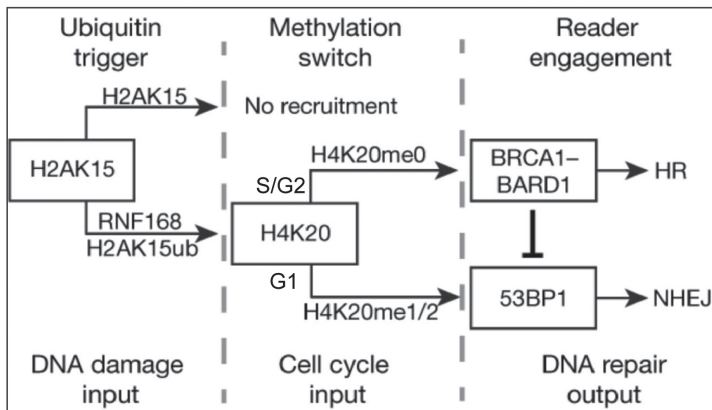 Ubiquitin
trigger
Methylation
switch
Reader
engagement
H2AK15
No recruitment
H2AK15
RNF168
H2AK15ub
S/G2
H4K20me0
H4K20
G1
H4K20me1/2
BRCA1–
BARD1
HR
53BP1
NHEJ
DNA damage
input
Cell cycle
input
DNA repair
output